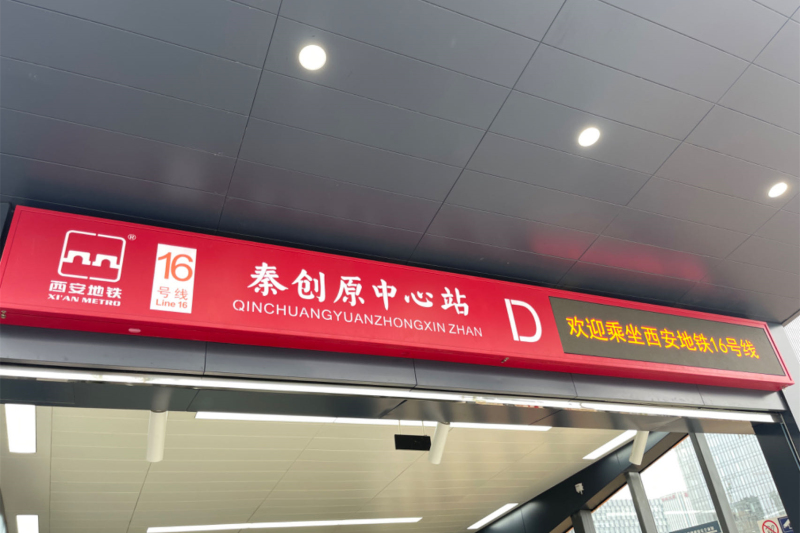 西安地铁
XI'AN METRO
®
16
号线
Line 16
秦创原中心站
QINCHUANGYUANZHONGXIN ZHAN
D
欢迎乘坐西安地铁16号线